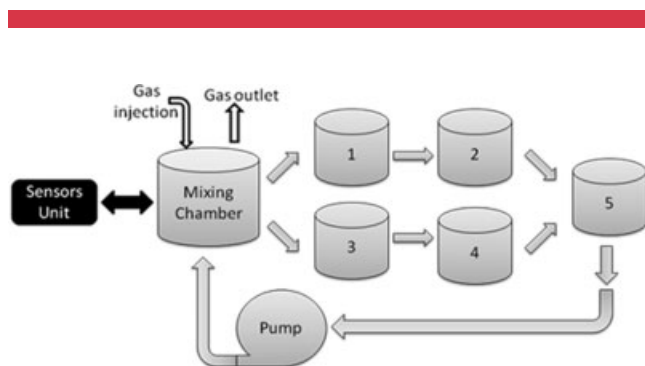 Gas
injection
Gas outlet
Sensors
Unit
Mixing
Chamber
1
2
3
4
5
Pump